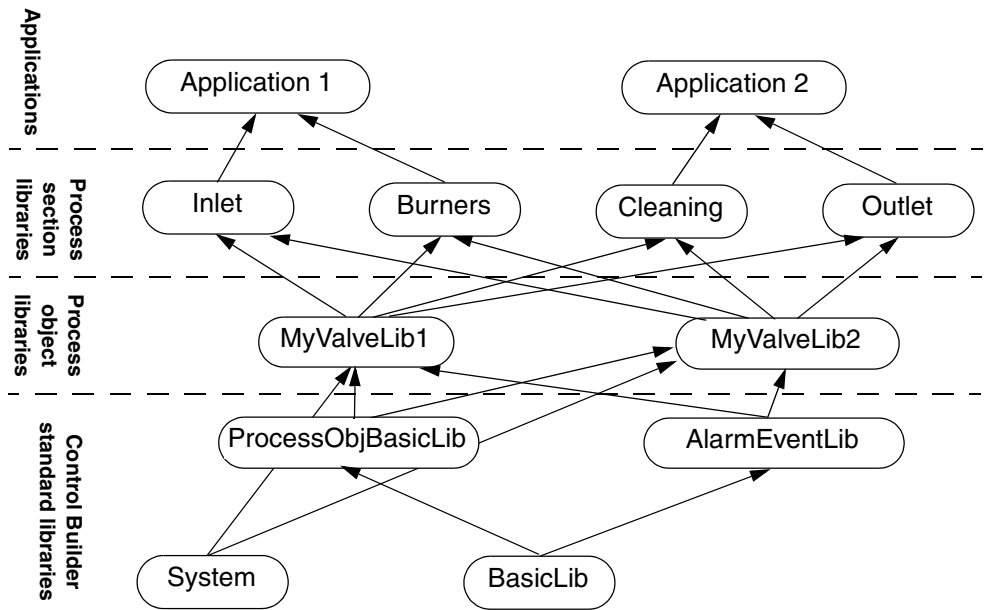 Applications
Application 1
Application 2
Process
section
libraries
Inlet
Burners
Cleaning
Outlet
Process
object
libraries
MyValveLib1
MyValveLib2
Control Builder
standard libraries
ProcessObjBasicLib
AlarmEventLib
System
BasicLib